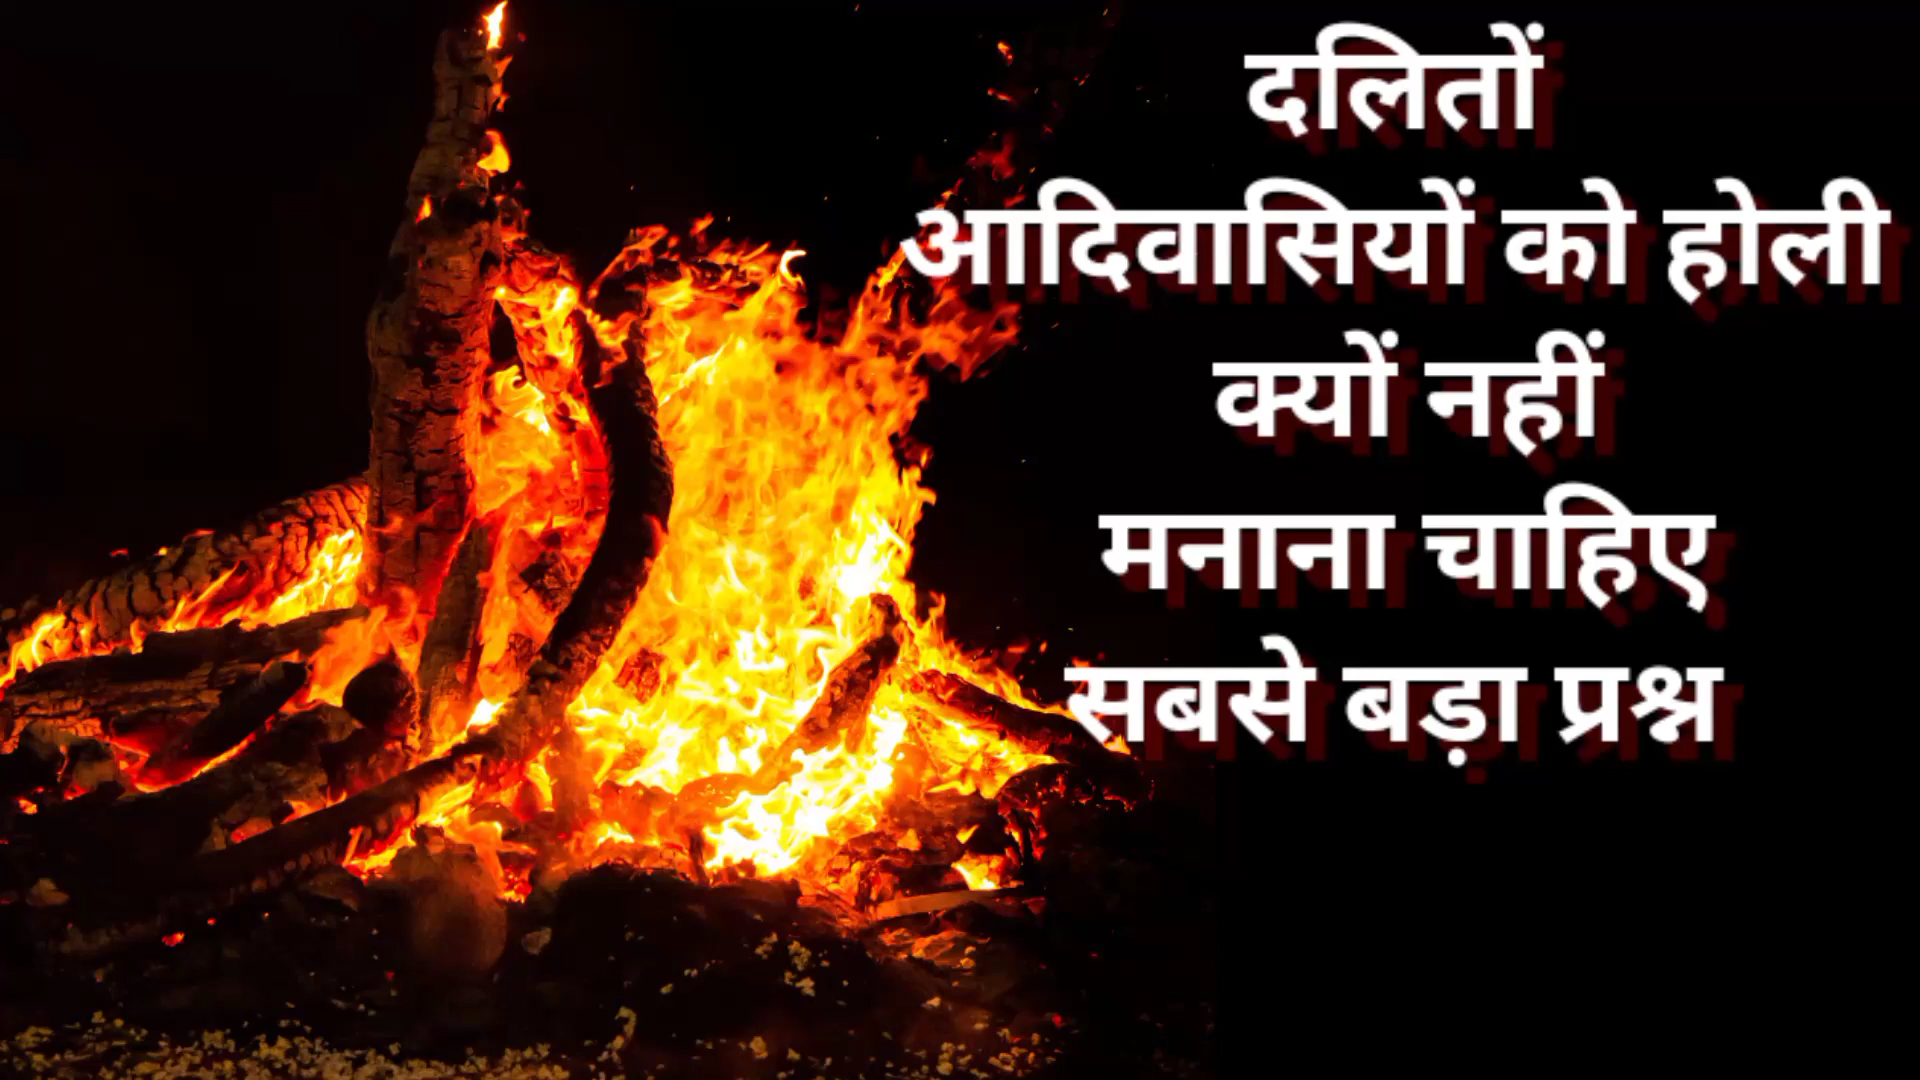 दलितों
आदिवासियों को होली
क्यों नहीं
मनाना चाहिए
सबसे बड़ा प्रश्न